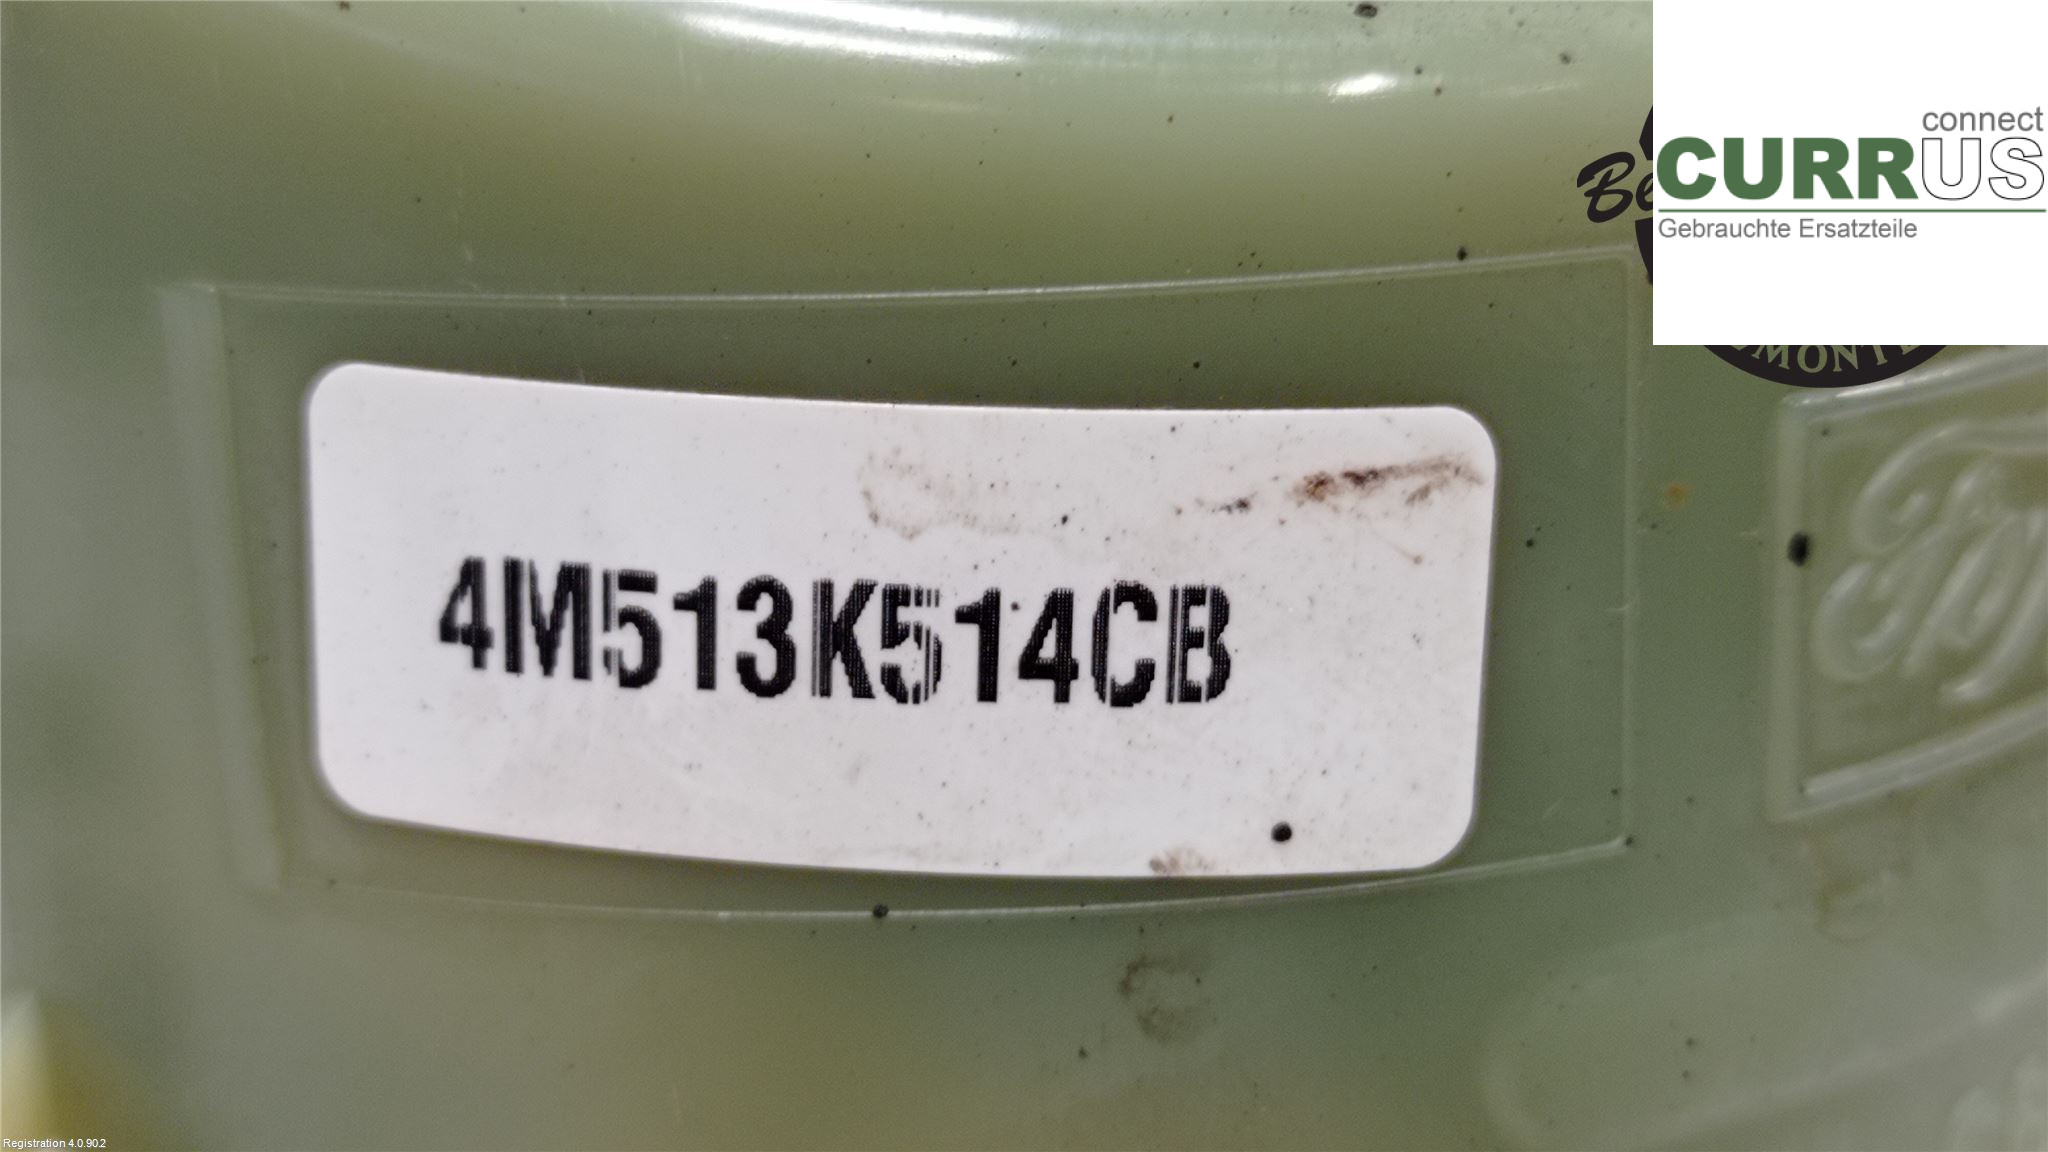 connect
CURRUS
Gebrauchte Ersatzteile
4M513K514CB
Registration 4.0.90.2